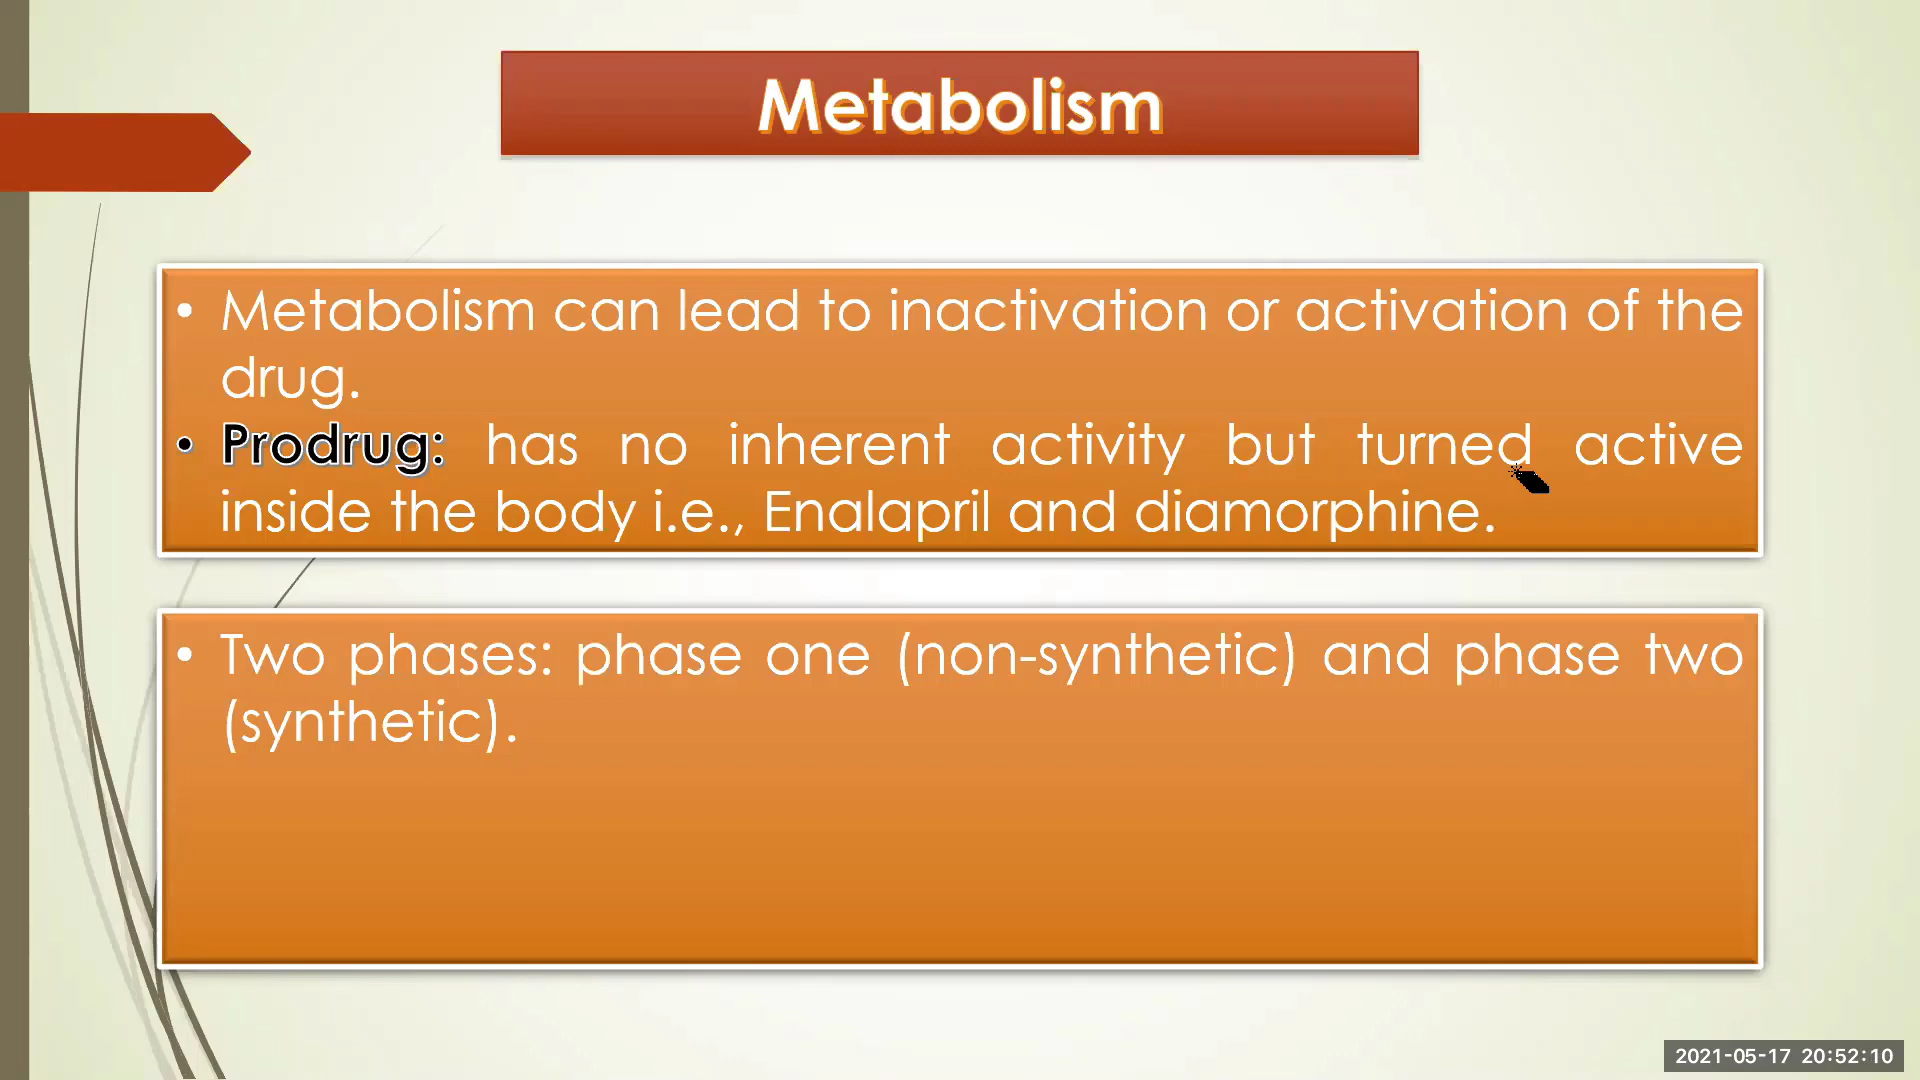 Metabolism
• Metabolism can lead to inactivation or activation of the
drug.
• Prodrug: has no inherent activity but turned active
inside the body i.e., Enalapril and diamorphine.
• Two phases: phase one (non-synthetic) and phase two
(synthetic).
2021-05-17 20:52:10